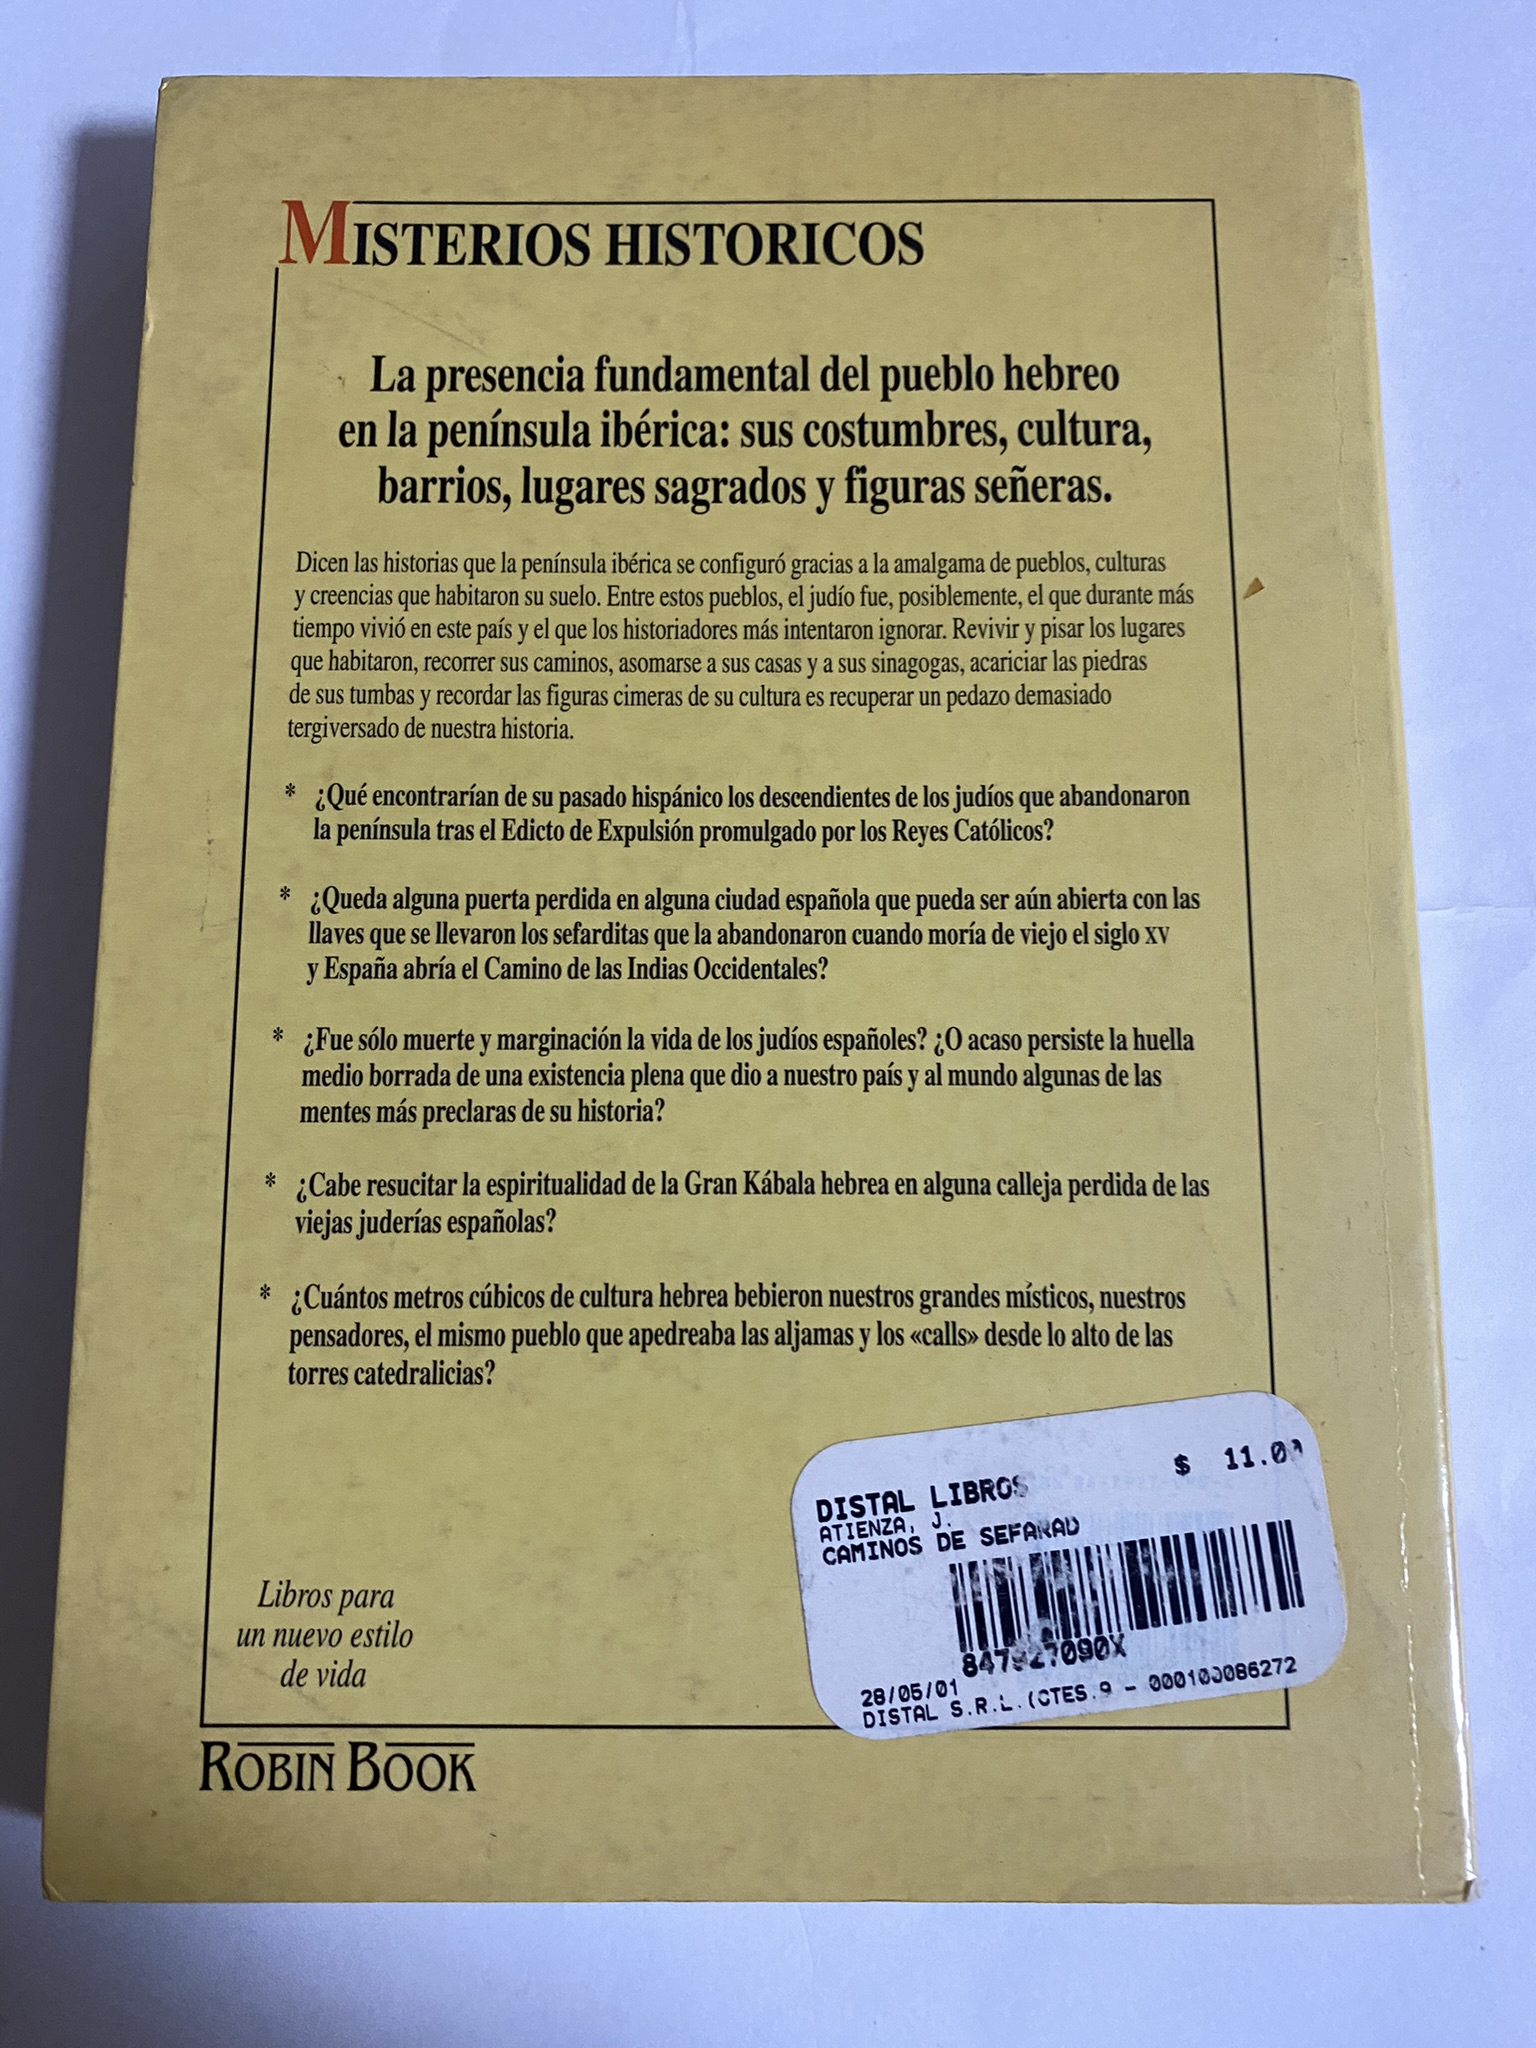 MISTERIOS HISTORICOS
La presencia fundamental del pueblo hebreo
en la península ibérica: sus costumbres, cultura,
barrios, lugares sagrados y figuras señeras.
Dicen las historias que la península ibérica se configuró gracias a la amalgama de pueblos, culturas
y creencias que habitaron su suelo. Entre estos pueblos, el judío fue, posiblemente, el que durante más
tiempo vivió en este país y el que los historiadores más intentaron ignorar. Revivir y pisar los lugares
que habitaron, recorrer sus caminos, asomarse a sus casas y a sus sinagogas, acariciar las piedras
de sus tumbas y recordar las figuras cimeras de su cultura es recuperar un pedazo demasiado
tergiversado de nuestra historia.
* ¿Qué encontrarían de su pasado hispánico los descendientes de los judíos que abandonaron
la península tras el Edicto de Expulsión promulgado por los Reyes Católicos?
* ¿Queda alguna puerta perdida en alguna ciudad española que pueda ser aún abierta con las
llaves que se llevaron los sefarditas que la abandonaron cuando moría de viejo el siglo XV
y España abría el Camino de las Indias Occidentales?
* ¿Fue sólo muerte y marginación la vida de los judíos españoles? ¿O acaso persiste la huella
medio borrada de una existencia plena que dio a nuestro país y al mundo algunas de las
mentes más preclaras de su historia?
* ¿Cabe resucitar la espiritualidad de la Gran Kábala hebrea en alguna calleja perdida de las
viejas juderías españolas?
* ¿Cuántos metros cúbicos de cultura hebrea bebieron nuestros grandes místicos, nuestros
pensadores, el mismo pueblo que apedreaba las aljamas y los «calls» desde lo alto de las
torres catedralicias?
$ 11.00
DISTAL LIBROS
ATIENZA, J.
CAMINOS DE SEFARAD
847927090X
28/05/01
DISTAL S.R.L.(CTES.9 - 000100086272
Libros para
un nuevo estilo
de vida
ROBIN BOOK